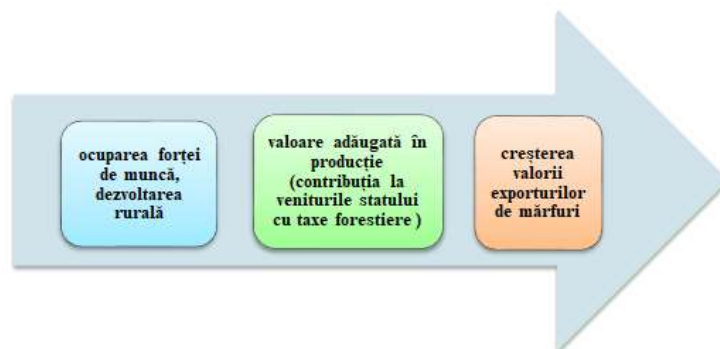 ocuparea forței
de muncă,
dezvoltarea
rurală
valoare adăugată în
producție
(contribuția la
veniturile statului
cu taxe forestiere )
creșterea
valorii
exporturilor
de mărfuri